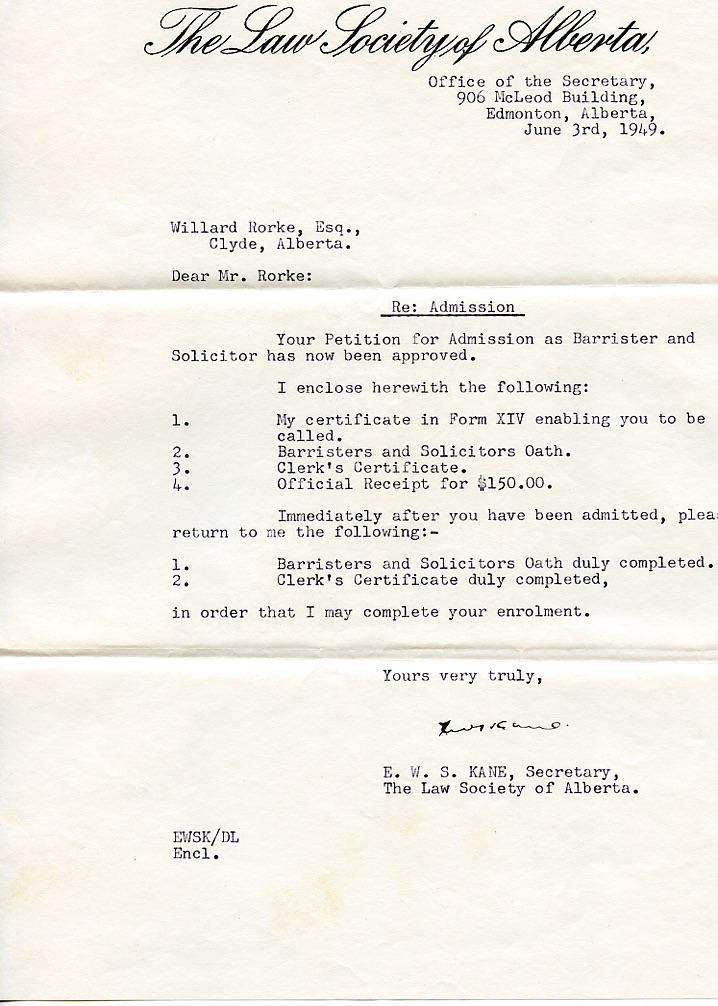 The Law Society of Alberta,
Office of the Secretary,
906 McLeod Building,
Edmonton, Alberta,
June 3rd, 1949.
Willard Rorke, Esq.,
Clyde, Alberta.
Dear Mr. Rorke:
Re: Admission
Your Petition for Admission as Barrister and
Solicitor has now been approved.
I enclose herewith the following:
1. My certificate in Form XIV enabling you to be
called.
2. Barristers and Solicitors Oath.
3. Clerk's Certificate.
4. Official Receipt for $150.00.
Immediately after you have been admitted, pleas
return to me the following:-
1. Barristers and Solicitors Oath duly completed.
2. Clerk's Certificate duly completed,
in order that I may complete your enrolment.
Yours very truly,
E. W. S. KANE, Secretary,
The Law Society of Alberta.
EWSK/DL
Encl.